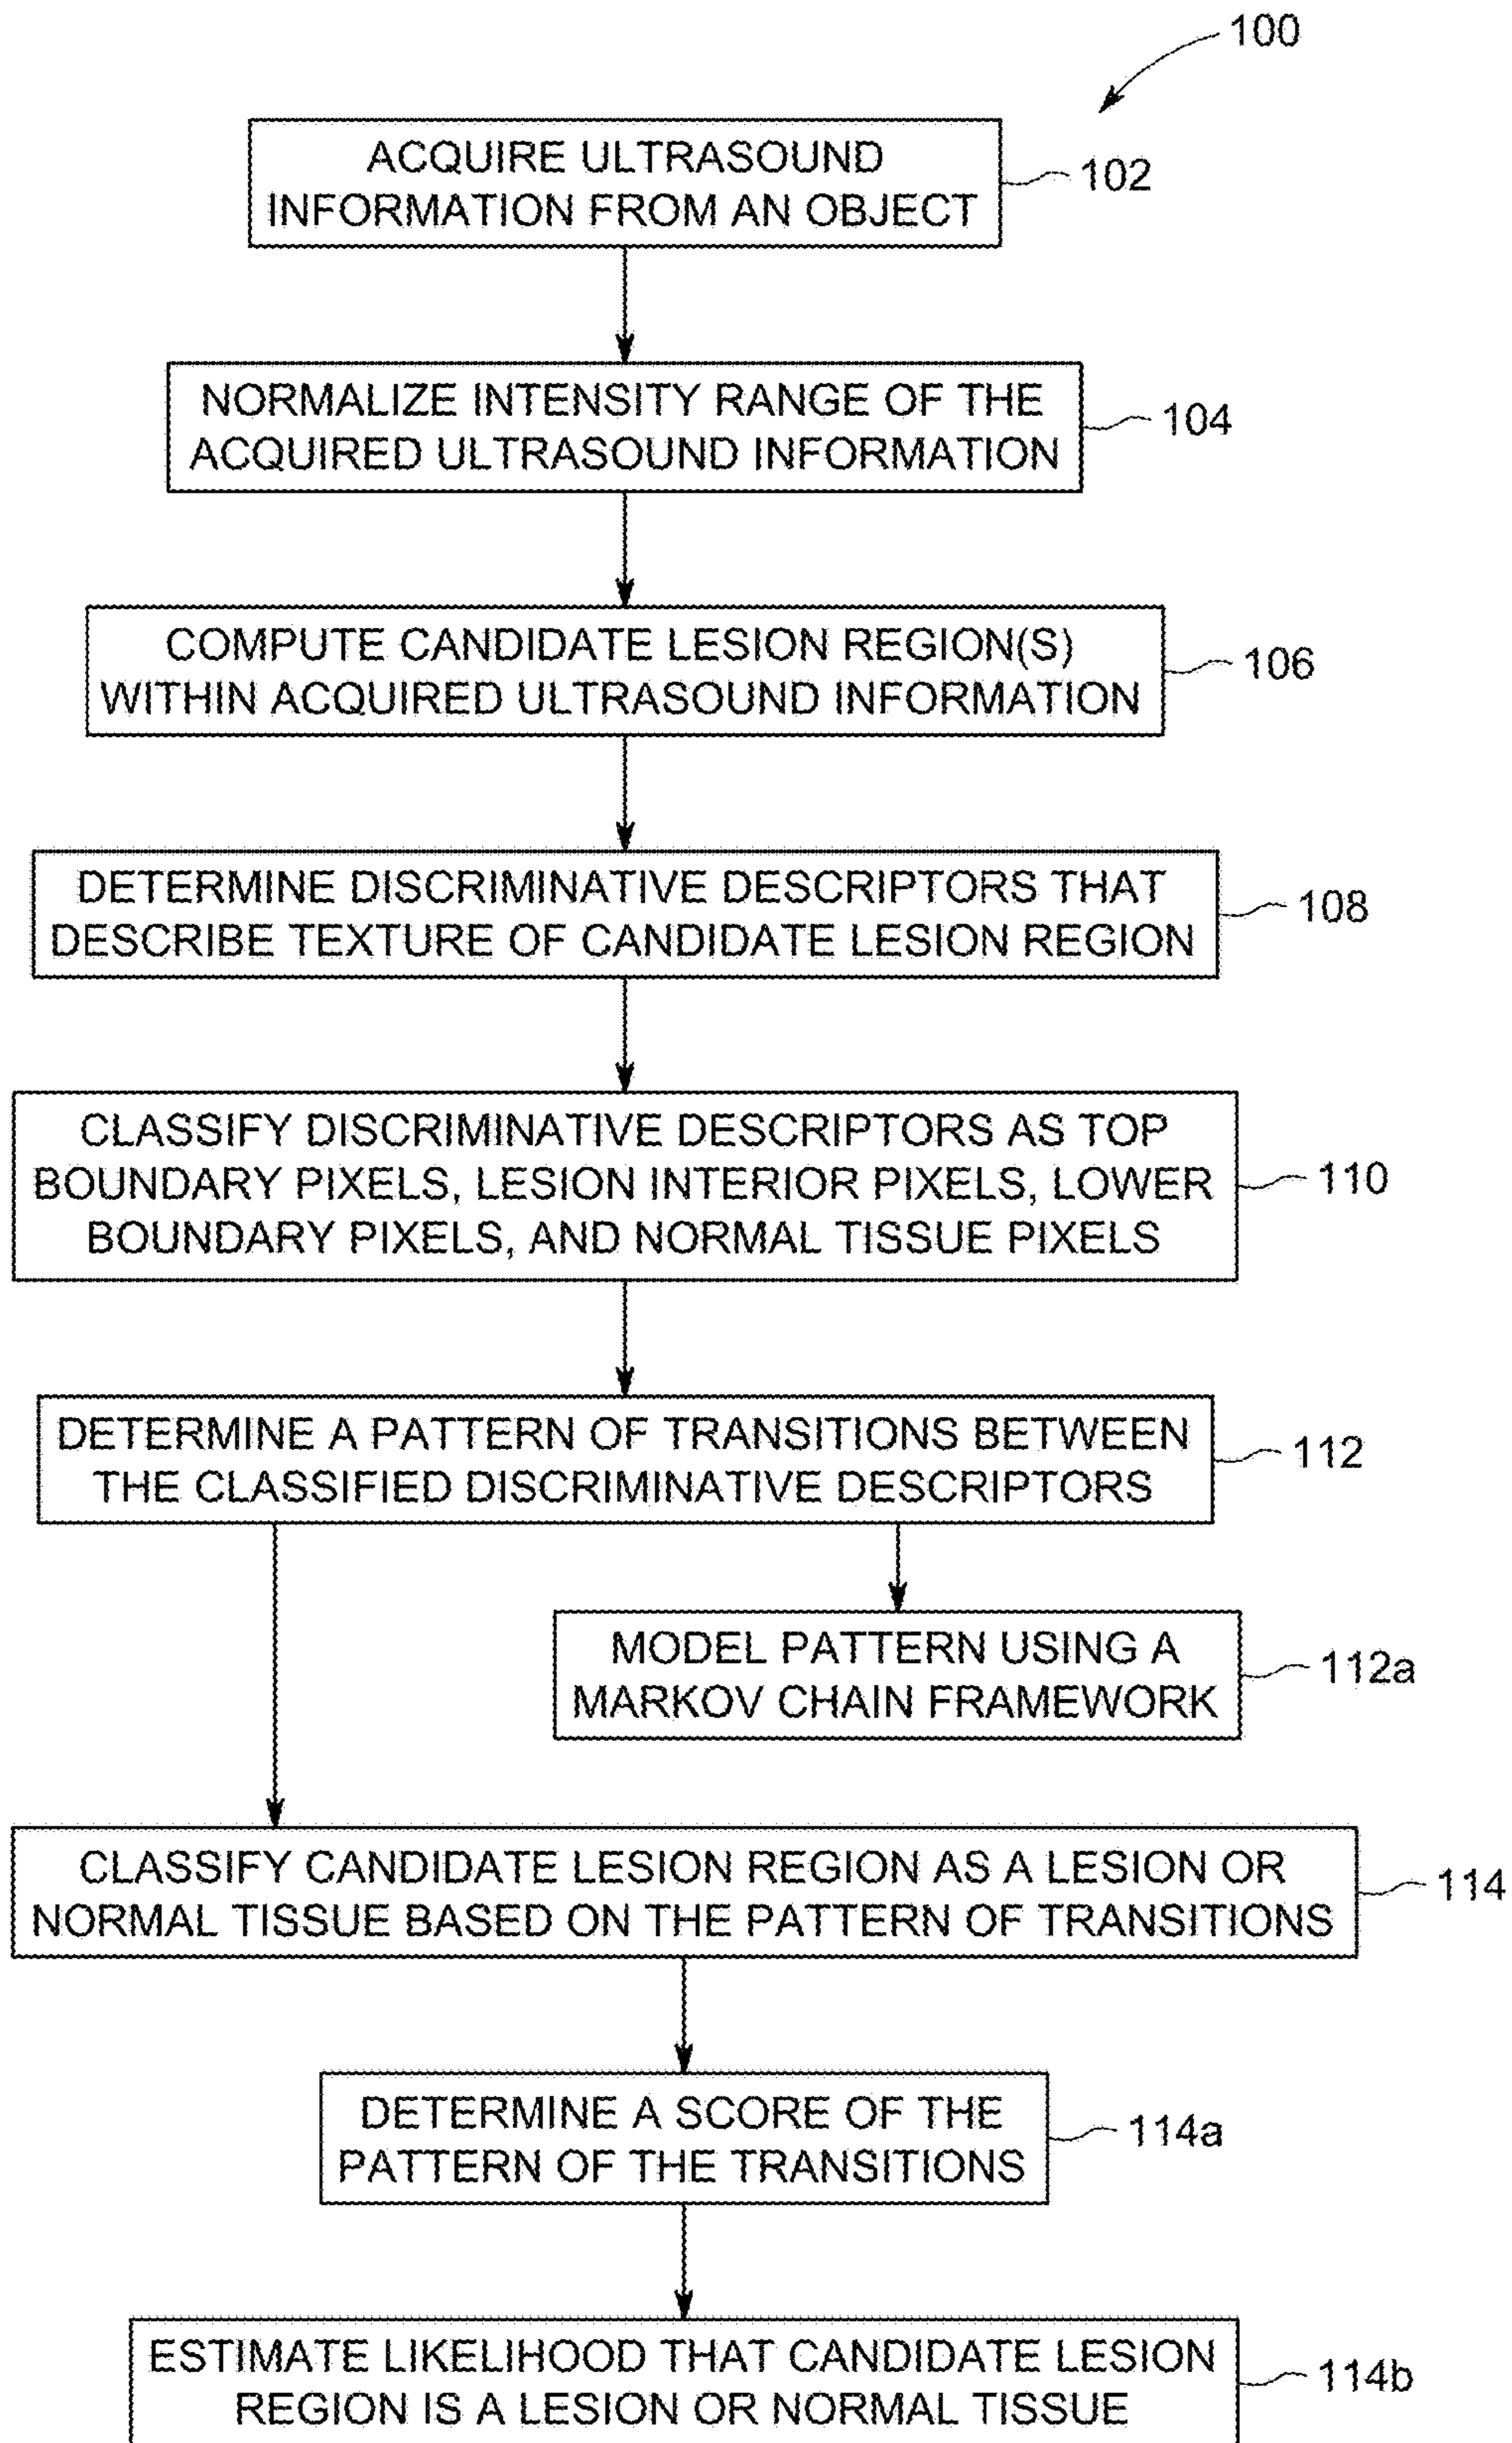 100
ACQUIRE ULTRASOUND
INFORMATION FROM AN OBJECT
102
NORMALIZE INTENSITY RANGE OF THE
ACQUIRED ULTRASOUND INFORMATION
104
COMPUTE CANDIDATE LESION REGION(S)
WITHIN ACQUIRED ULTRASOUND INFORMATION
106
DETERMINE DISCRIMINATIVE DESCRIPTORS THAT
DESCRIBE TEXTURE OF CANDIDATE LESION REGION
108
CLASSIFY DISCRIMINATIVE DESCRIPTORS AS TOP
BOUNDARY PIXELS, LESION INTERIOR PIXELS, LOWER
BOUNDARY PIXELS, AND NORMAL TISSUE PIXELS
110
DETERMINE A PATTERN OF TRANSITIONS BETWEEN
THE CLASSIFIED DISCRIMINATIVE DESCRIPTORS
112
MODEL PATTERN USING A
MARKOV CHAIN FRAMEWORK
112a
CLASSIFY CANDIDATE LESION REGION AS A LESION OR
NORMAL TISSUE BASED ON THE PATTERN OF TRANSITIONS
114
DETERMINE A SCORE OF THE
PATTERN OF THE TRANSITIONS
114a
ESTIMATE LIKELIHOOD THAT CANDIDATE LESION
REGION IS A LESION OR NORMAL TISSUE
114b